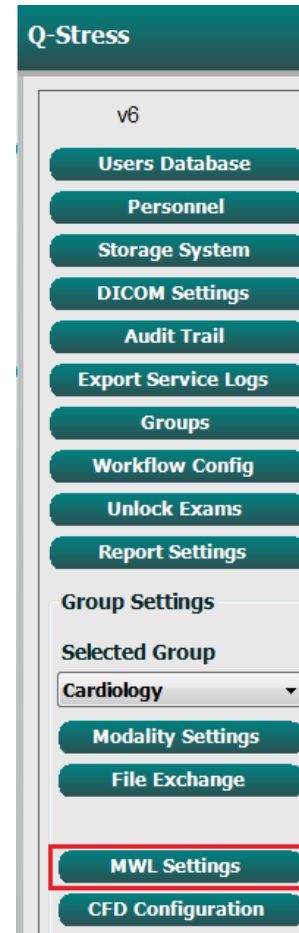 Q-Stress
v6
Users Database
Personnel
Storage System
DICOM Settings
Audit Trail
Export Service Logs
Groups
Workflow Config
Unlock Exams
Report Settings
Group Settings
Selected Group
Cardiology
Modality Settings
File Exchange
MWL Settings
CFD Configuration